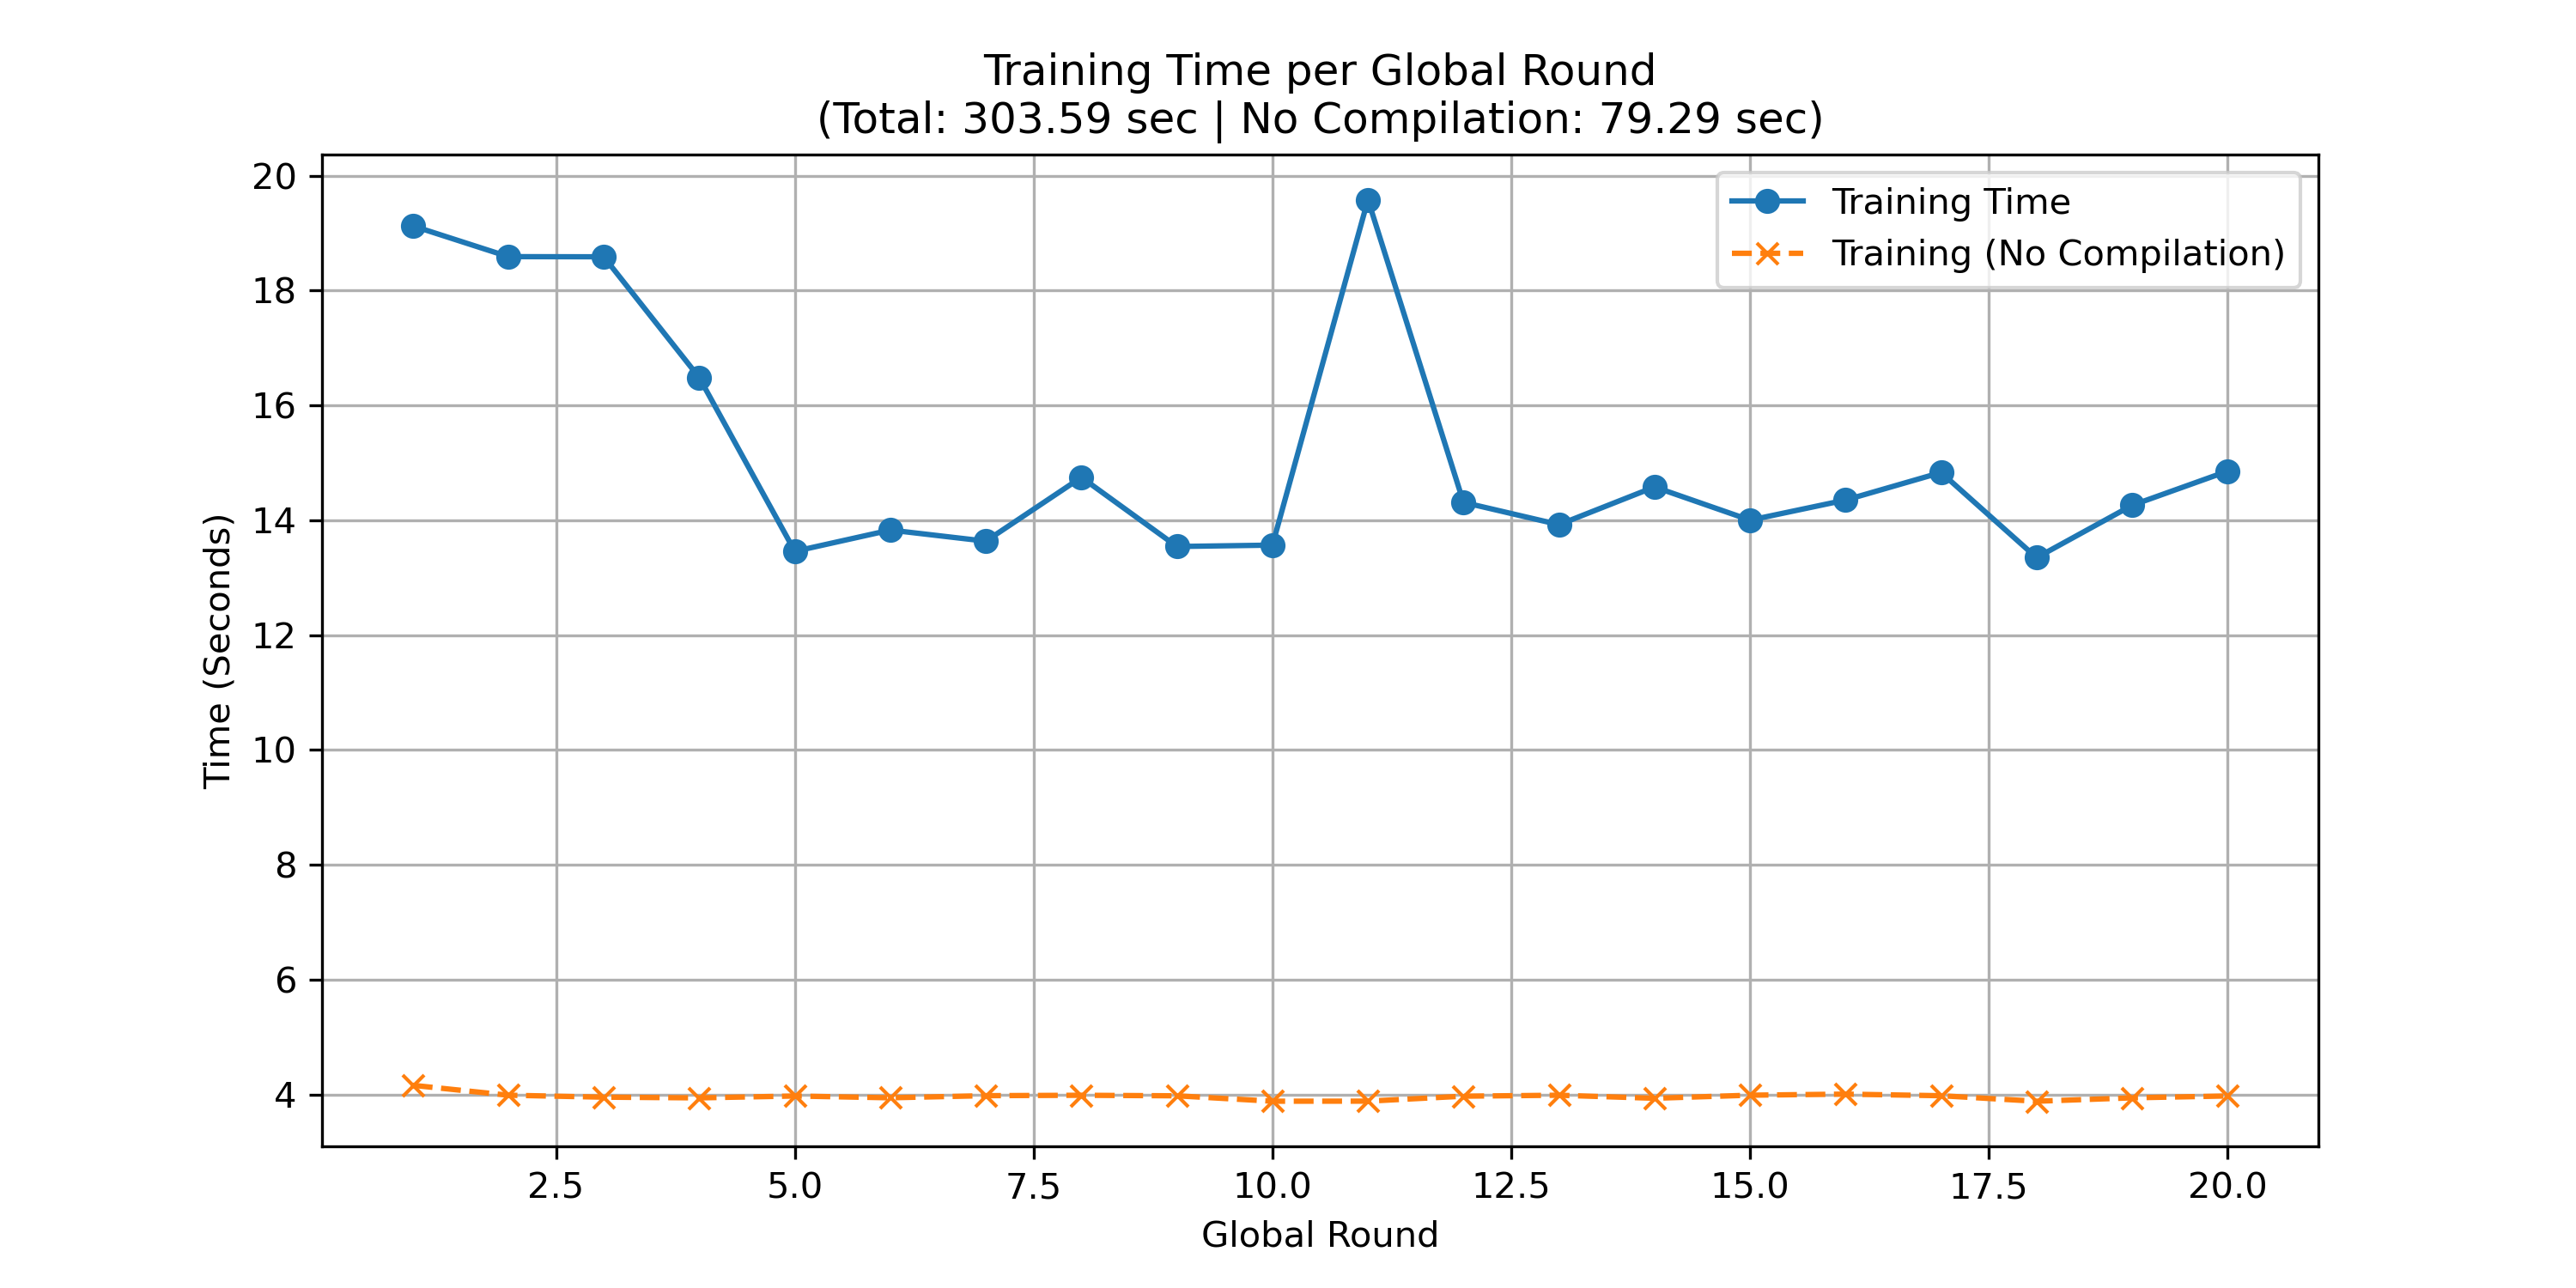 Training Time per Global Round
(Total: 303.59 sec | No Compilation: 79.29 sec)
Training Time
Training (No Compilation)
Time (Seconds)
20
18
16
14
12
10
8
6
4
2.5 5.0 7.5 10.0 12.5 15.0 17.5 20.0
Global Round